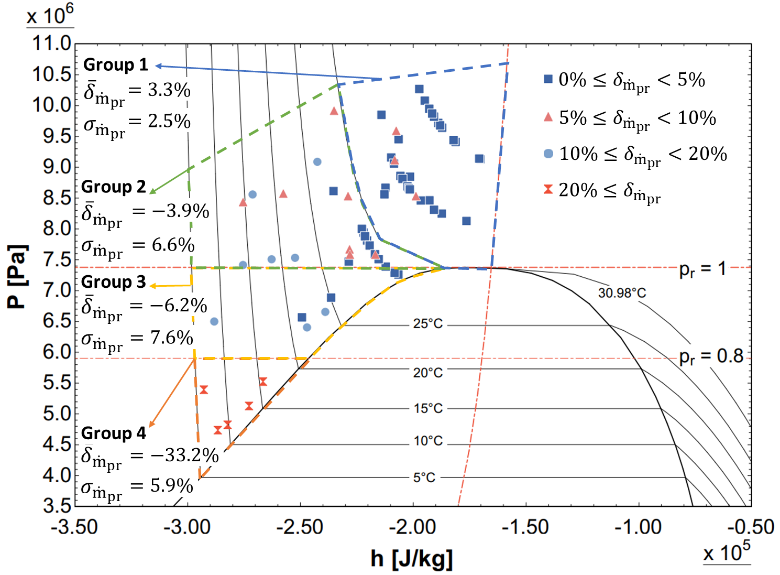 x 10⁶
11.0
10.5
10.0
9.5
9.0
8.5
8.0
7.5
7.0
6.5
6.0
5.5
5.0
4.5
4.0
3.5
P [Pa]
Group 1
δ̄ṁpr = 3.3%
σṁpr = 2.5%
Group 2
δ̄ṁpr = −3.9%
σṁpr = 6.6%
Group 3
δ̄ṁpr = −6.2%
σṁpr = 7.6%
Group 4
δṁpr = −33.2%
σṁpr = 5.9%
0% ≤ δṁpr < 5%
5% ≤ δṁpr < 10%
10% ≤ δṁpr < 20%
20% ≤ δṁpr
pr = 1
30.98°C
25°C
pr = 0.8
20°C
15°C
10°C
5°C
-3.50 -3.00 -2.50 -2.00 -1.50 -1.00 -0.50
h [J/kg]
x 10⁵